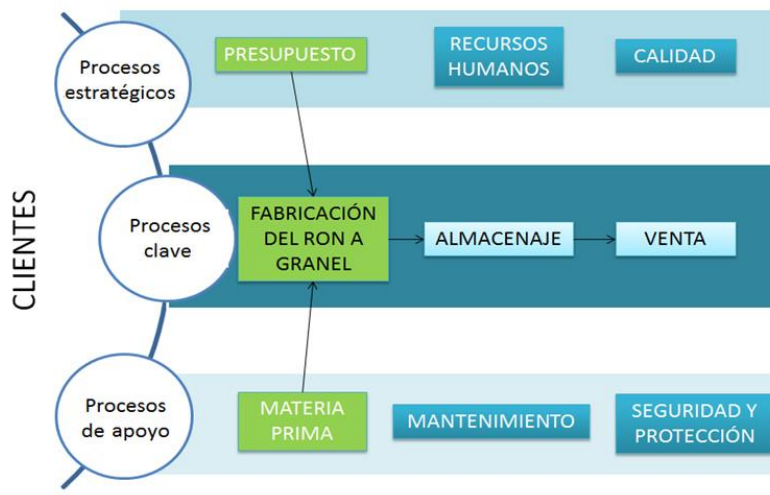 CLIENTES
Procesos
estratégicos
PRESUPUESTO
RECURSOS
HUMANOS
CALIDAD
Procesos
clave
FABRICACIÓN
DEL RON A
GRANEL
ALMACENAJE
VENTA
Procesos
de apoyo
MATERIA
PRIMA
MANTENIMIENTO
SEGURIDAD Y
PROTECCIÓN